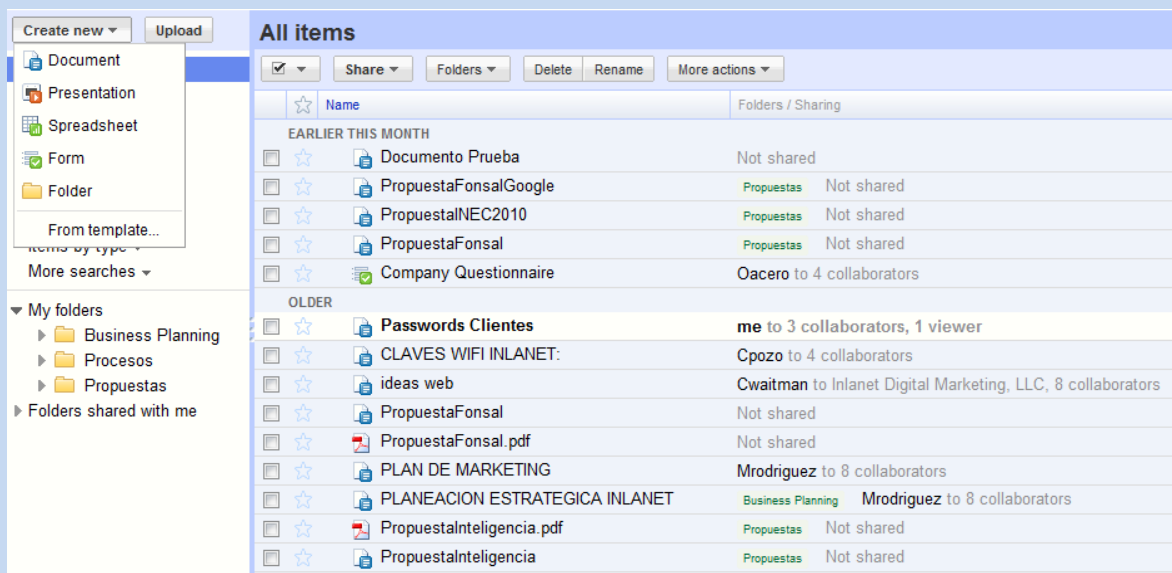 Create new Upload
Document
Presentation
Spreadsheet
Form
Folder
From template...
Items by type
More searches
My folders
Business Planning
Procesos
Propuestas
Folders shared with me
All items
Share Folders Delete Rename More actions
Name Folders / Sharing
EARLIER THIS MONTH
Documento Prueba Not shared
PropuestaFonsalGoogle Propuestas Not shared
PropuestaINEC2010 Propuestas Not shared
PropuestaFonsal Propuestas Not shared
Company Questionnaire Oacero to 4 collaborators
OLDER
Passwords Clientes me to 3 collaborators, 1 viewer
CLAVES WIFI INLANET: Cpozo to 4 collaborators
ideas web Cwaitman to Inlanet Digital Marketing, LLC, 8 collaborators
PropuestaFonsal Not shared
PropuestaFonsal.pdf Not shared
PLAN DE MARKETING Mrodriguez to 8 collaborators
PLANEACION ESTRATEGICA INLANET Business Planning Mrodriguez to 8 collaborators
PropuestaInteligencia.pdf Propuestas Not shared
PropuestaInteligencia Propuestas Not shared